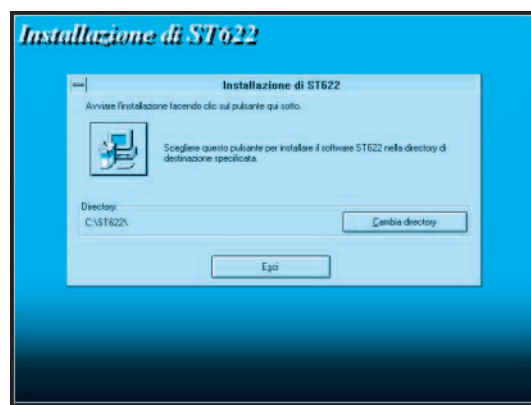 Installazione di ST622
Installazione di ST622
Avviare l'installazione facendo clic sul pulsante qui sotto.
Scegliere questo pulsante per installare il software ST622 nella directory di
destinazione specificata.
Directory:
C:\ST622\
Cambia directory
Esci